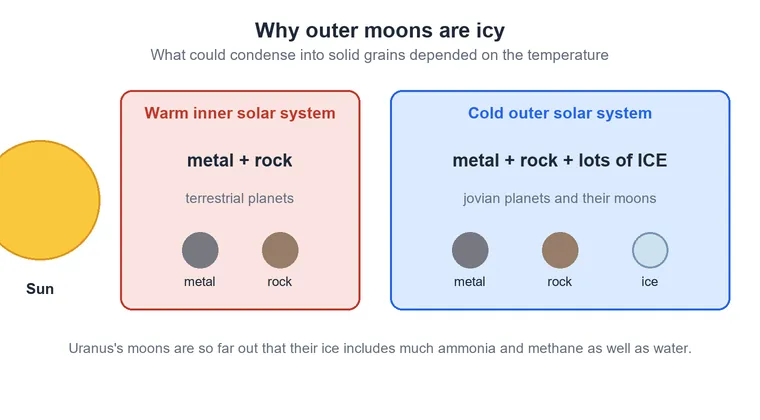 Why outer moons are icy
What could condense into solid grains depended on the temperature
Warm inner solar system
metal + rock
terrestrial planets
metal
rock
Cold outer solar system
metal + rock + lots of ICE
jovian planets and their moons
metal
rock
ice
Sun
Uranus's moons are so far out that their ice includes much ammonia and methane as well as water.